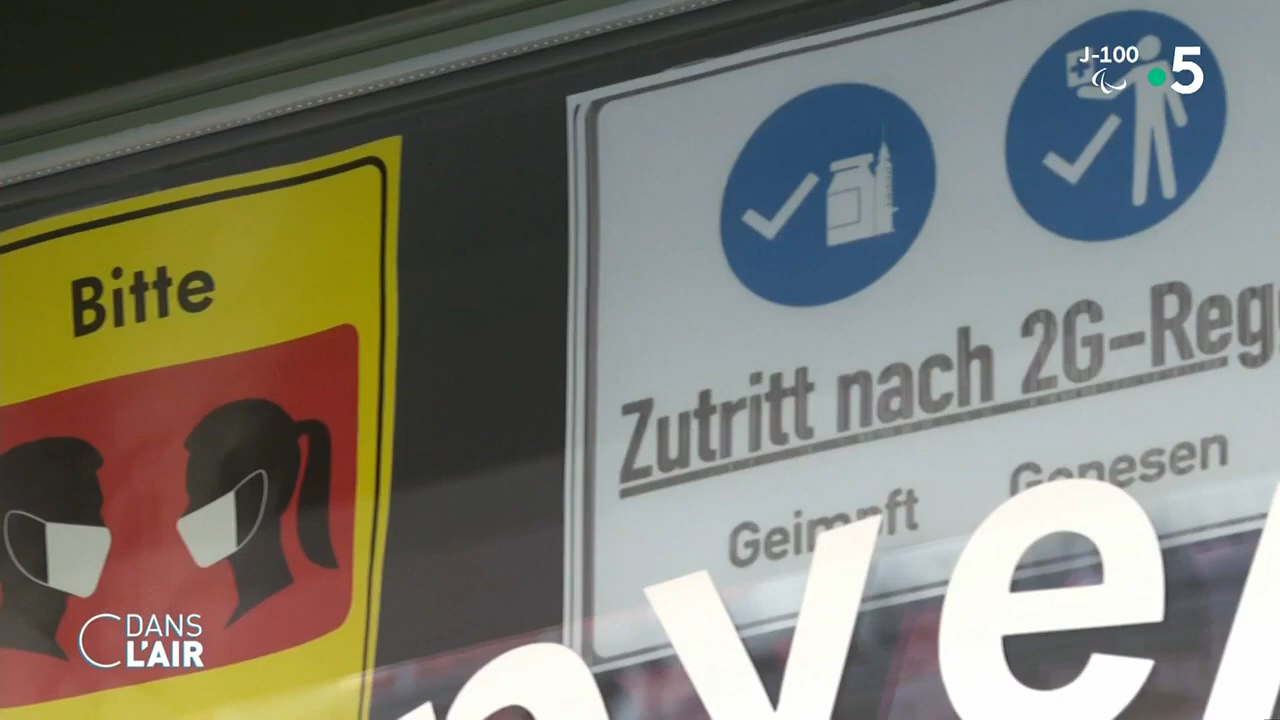 J-100
5
Bitte
Zutritt nach 2G-Reg
Geimpft
Genesen
C DANS
L'AIR